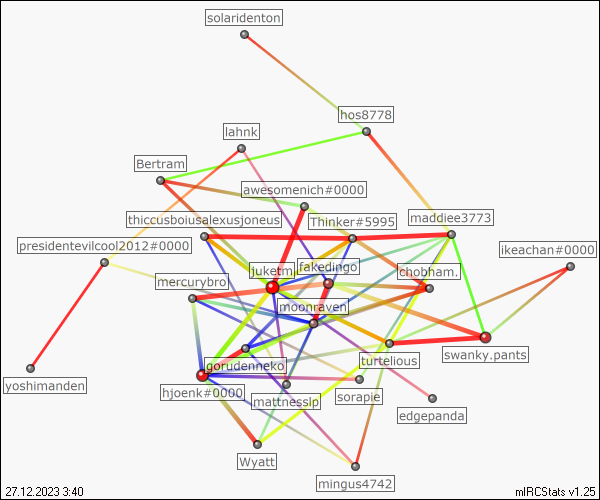 solaridenton
hos8778
lahnk
Bertram
awesomenich#0000
thiccusboiusalexusjoneus
Thinker#5995
maddiee3773
presidentevilcool2012#0000
ikeachan#0000
mercurybro
juketmi
fakedingo
chobham.
moonraven
gorudenneko
turtelious
swanky.pants
yoshimanden
hjoenk#0000
mattnesslp
sorapie
edgepanda
Wyatt
mingus4742
27.12.2023 3:40
mIRCStats v1.25